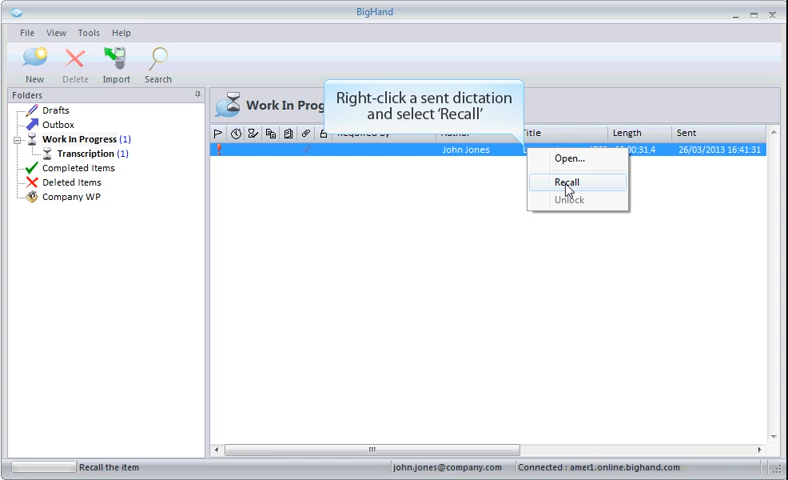 BigHand
File View Tools Help
New Delete Import Search
Folders
Drafts
Outbox
Work In Progress (1)
Transcription (1)
Completed Items
Deleted Items
Company WP
Work In Prog
Right-click a sent dictation
and select ‘Recall’
Required By Author Title Length Sent
John Jones 00:00:31.4 26/03/2013 16:41:31
Open...
Recall
Unlock
Recall the item john.jones@company.com Connected : amer1.online.bighand.com